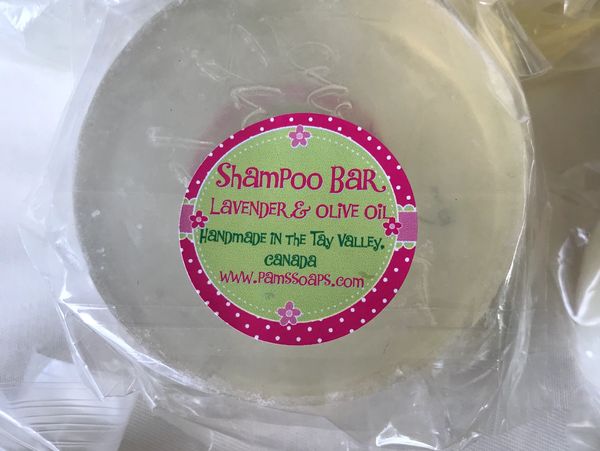 Shampoo Bar
Lavender & Olive Oil
Handmade in the Tay Valley,
Canada
www.pamssoaps.com